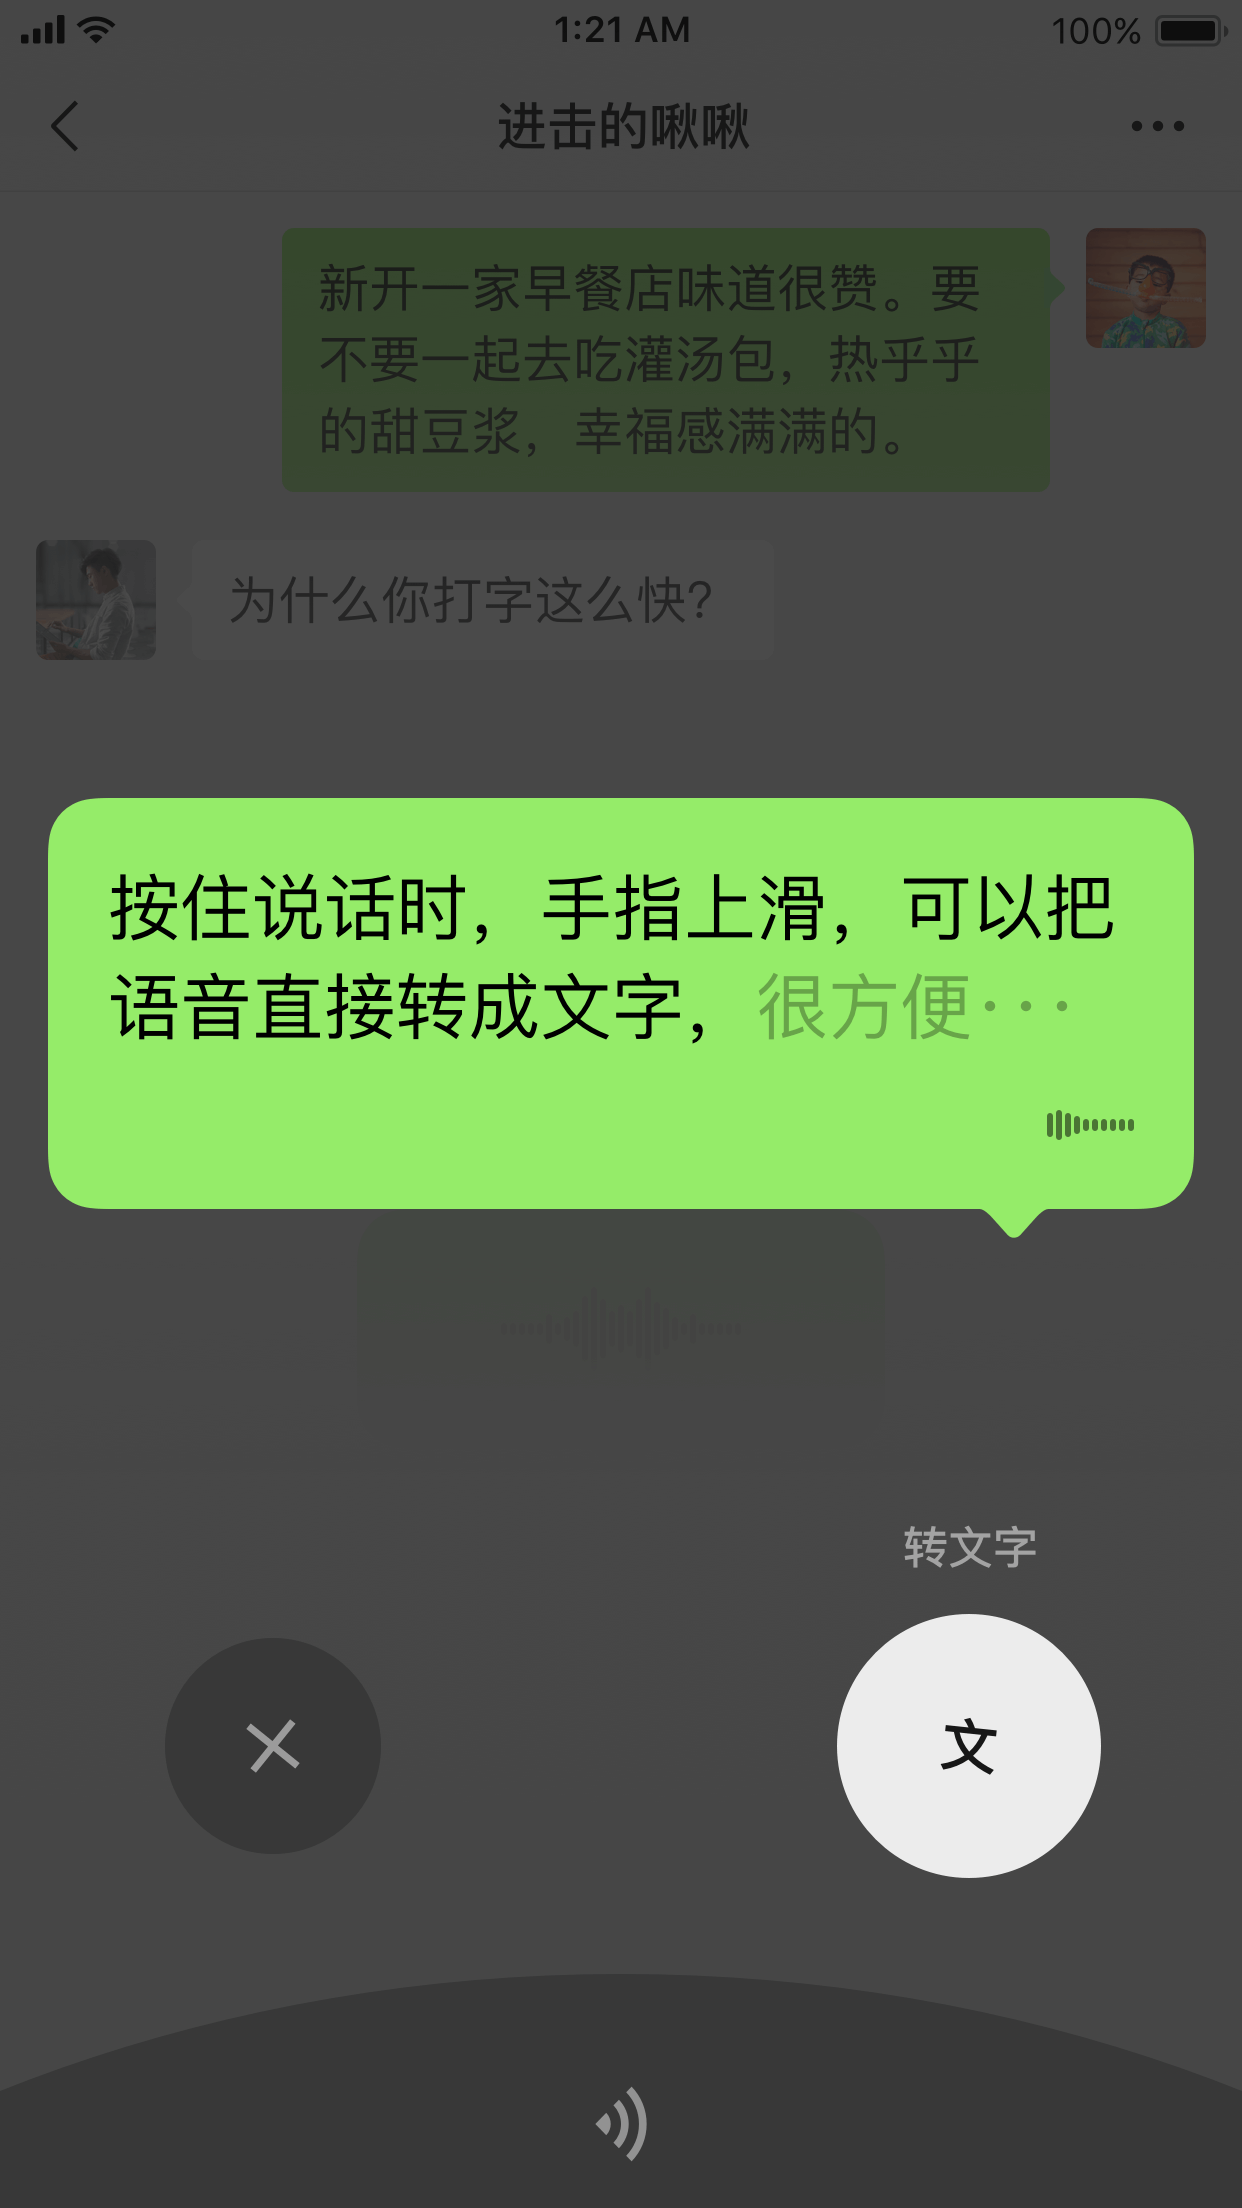 1:21 AM
100%
进击的啾啾
新开一家早餐店味道很赞。要
不要一起去吃灌汤包，热乎乎
的甜豆浆，幸福感满满的。
为什么你打字这么快?
按住说话时，手指上滑，可以把
语音直接转成文字，很方便···
转文字
文